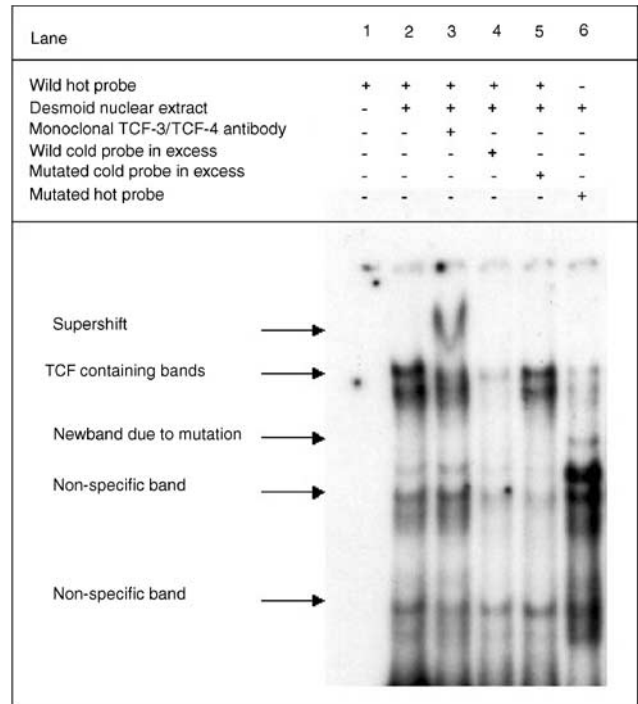 Lane 1 2 3 4 5 6
Wild hot probe + + + + + -
Desmoid nuclear extract - + + + + +
Monoclonal TCF-3/TCF-4 antibody - - + - - -
Wild cold probe in excess - - - + - -
Mutated cold probe in excess - - - - + -
Mutated hot probe - - - - - +
Supershift
TCF containing bands
Newband due to mutation
Non-specific band
Non-specific band